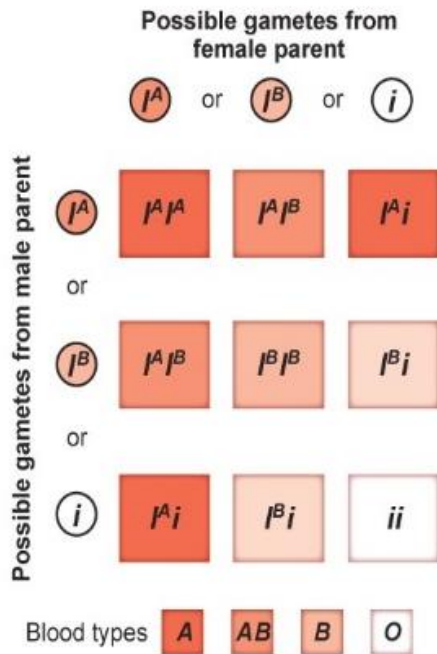 Possible gametes from
female parent
I^A or I^B or i
Possible gametes from male parent
I^A I^A I^A I^A I^B I^A i
or
I^B I^A I^B I^B I^B I^B i
or
i I^A i I^B i ii
Blood types A AB B O